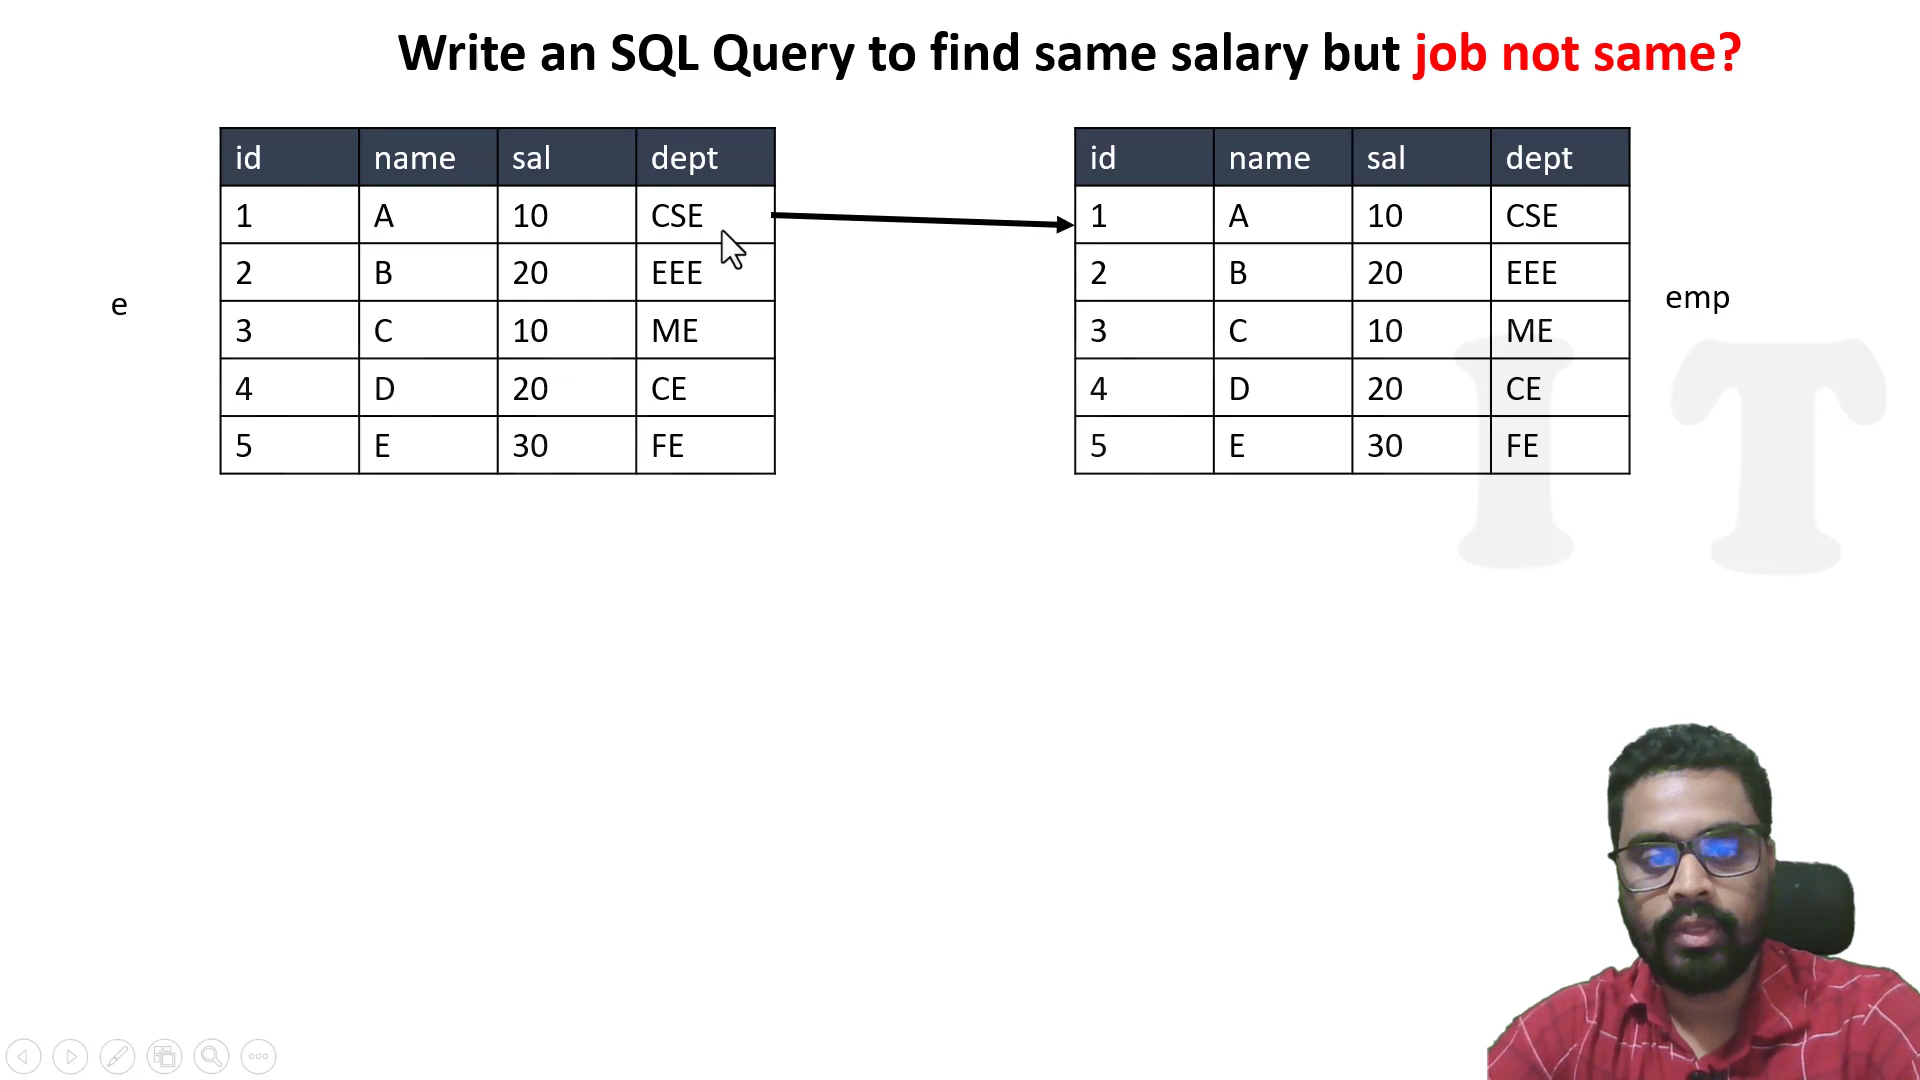 Write an SQL Query to find same salary but job not same?
id name sal dept
1 A 10 CSE
2 B 20 EEE
3 C 10 ME
4 D 20 CE
5 E 30 FE
e
id name sal dept
1 A 10 CSE
2 B 20 EEE
3 C 10 ME
4 D 20 CE
5 E 30 FE
emp
IT